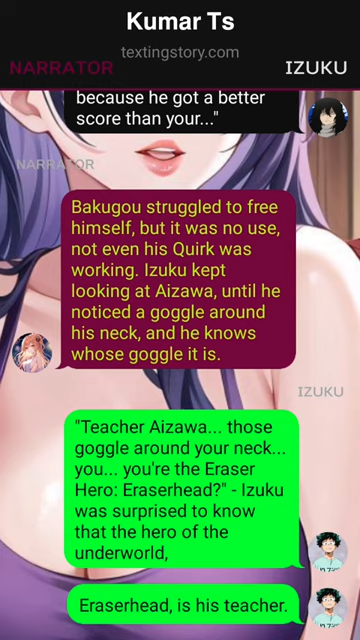 Kumar Ts
textingstory.com
NARRATOR
IZUKU
because he got a better
score than your..."
NARRATOR
Bakugou struggled to free
himself, but it was no use,
not even his Quirk was
working. Izuku kept
looking at Aizawa, until he
noticed a goggle around
his neck, and he knows
whose goggle it is.
IZUKU
"Teacher Aizawa... those
goggle around your neck...
you... you're the Eraser
Hero: Eraserhead?" - Izuku
was surprised to know
that the hero of the
underworld,
Eraserhead, is his teacher.